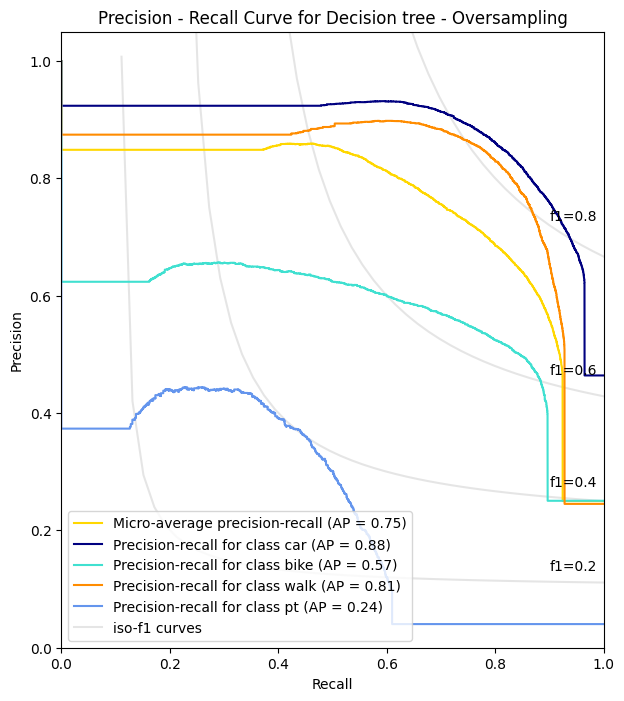 Precision - Recall Curve for Decision tree - Oversampling
1.0
0.8
0.6
0.4
0.2
0.0
Precision
f1=0.8
f1=0.6
f1=0.4
f1=0.2
Micro-average precision-recall (AP = 0.75)
Precision-recall for class car (AP = 0.88)
Precision-recall for class bike (AP = 0.57)
Precision-recall for class walk (AP = 0.81)
Precision-recall for class pt (AP = 0.24)
iso-f1 curves
0.0 0.2 0.4 0.6 0.8 1.0
Recall